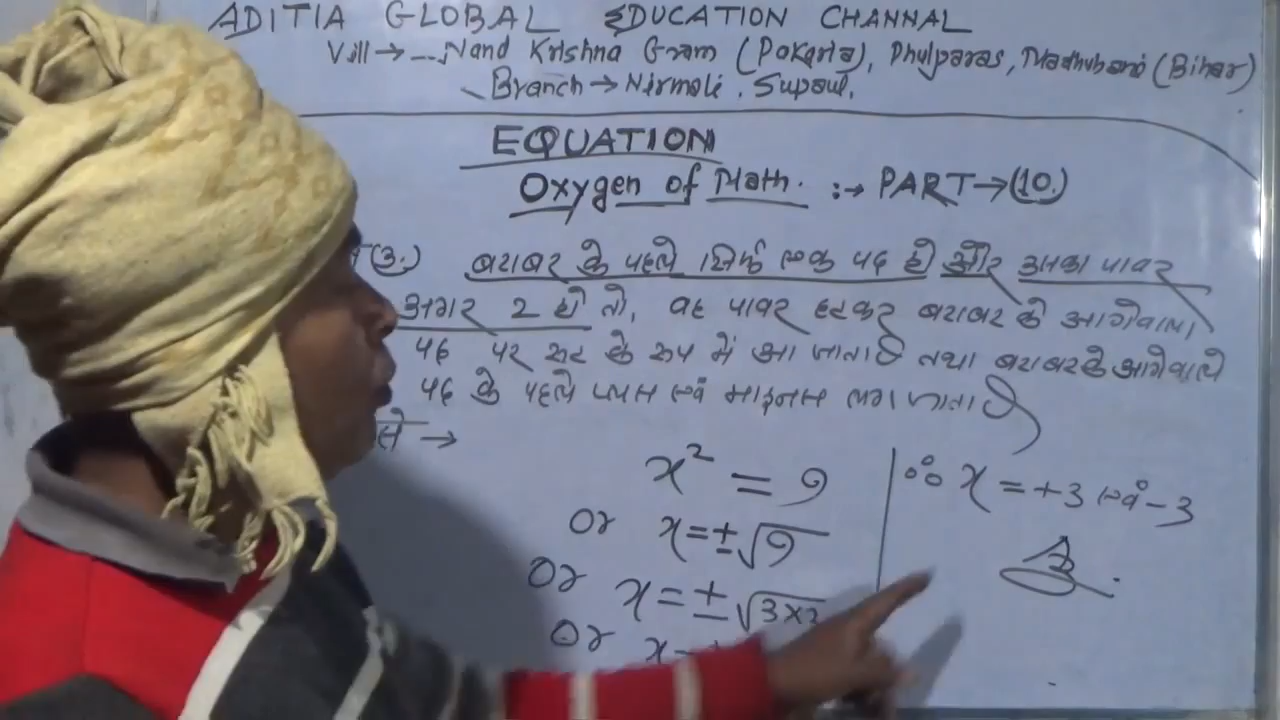 ADITIA GLOBAL EDUCATION CHANNAL
Vill → Nand Krishna Gram (Pokaria), Phulparas, Madhubani (Bihar)
Branch → Nirmali. Supaul.
EQUATION
Oxygen of Math. :→ PART → (10.)
(3.) बराबर के पहले सिर्फ एक पद हो और उसका पावर
अगर 2 हो तो, वह पावर हटकर बराबर के आगेवाला
पद पर रूट के रूप में आ जाता है तथा बराबर के आगेवाले
पद के पहले प्लस एवं माइनस लग जाता है
→
x² = 9
or x = ± √9
or x = ± √3×3
or x
∴ x = +3 एवं -3